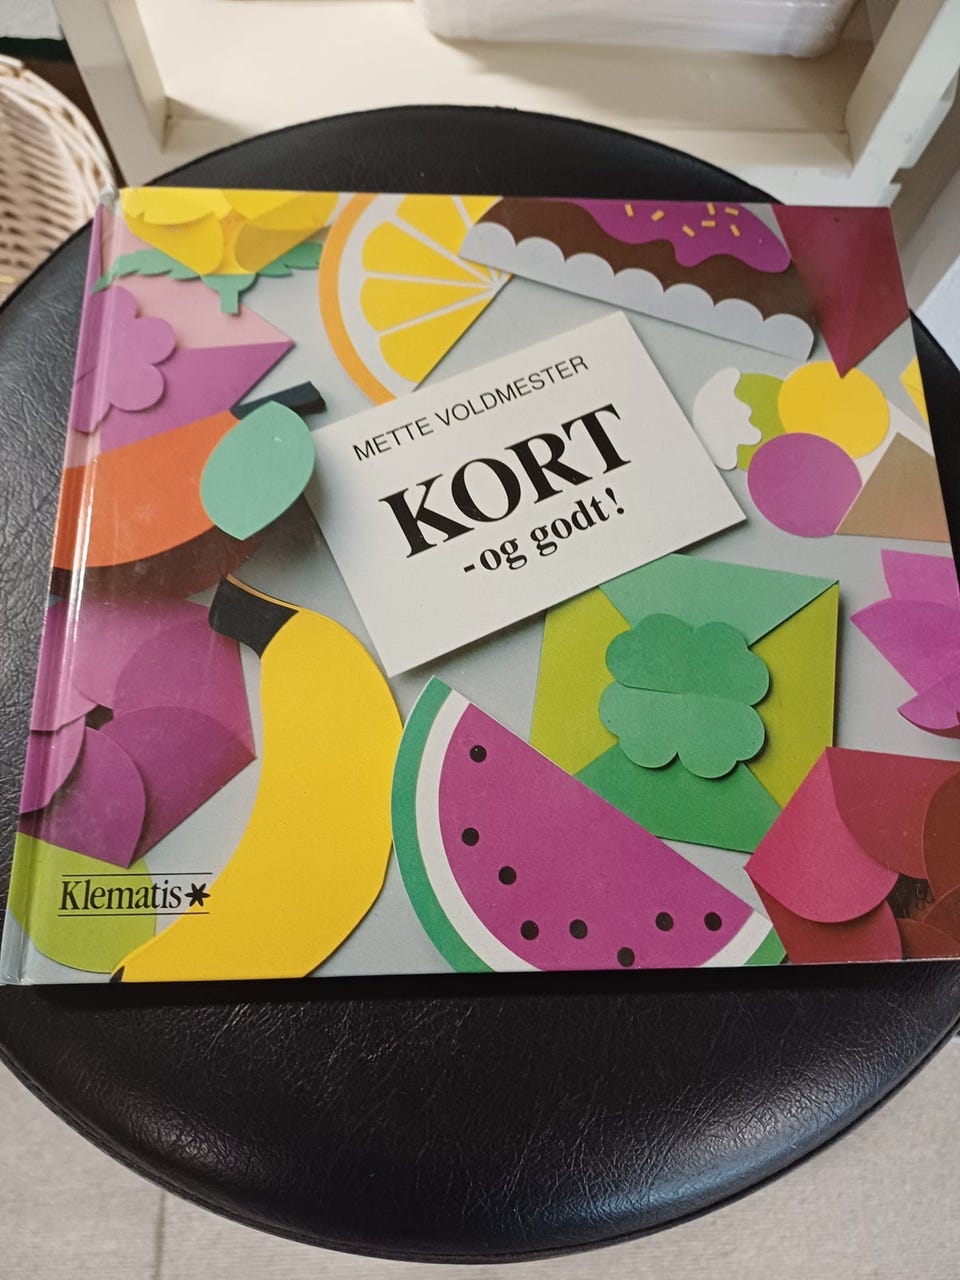 METTE VOLDMESTER
KORT
-og godt!
Klematis